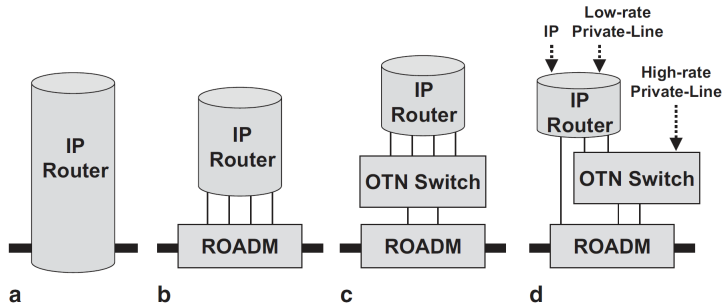 IP
Router
a
IP
Router
ROADM
b
IP
Router
OTN Switch
ROADM
c
IP
Low-rate
Private-Line
High-rate
Private-Line
IP
Router
OTN Switch
ROADM
d